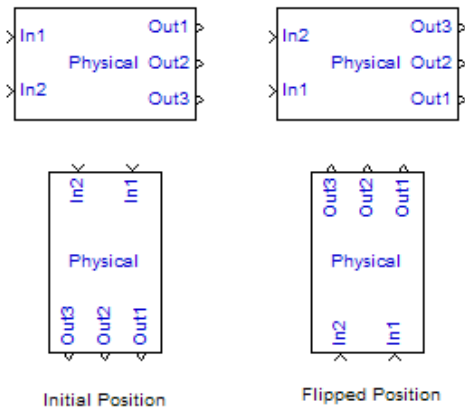 In1
In2
Physical
Out1
Out2
Out3
In2
In1
Physical
Out3
Out2
Out1
In2
In1
Physical
Out3
Out2
Out1
Initial Position
Out3
Out2
Out1
Physical
In2
In1
Flipped Position